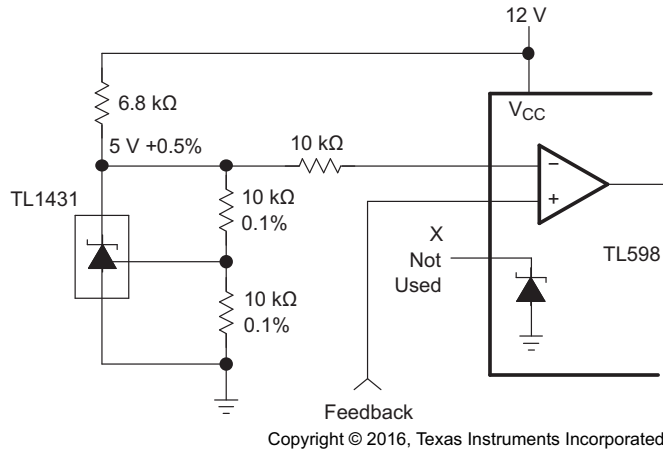 12 V
6.8 kΩ
VCC
5 V +0.5%
10 kΩ
TL1431
10 kΩ
0.1%
−
+
X
Not
Used
TL598
10 kΩ
0.1%
Feedback
Copyright © 2016, Texas Instruments Incorporated